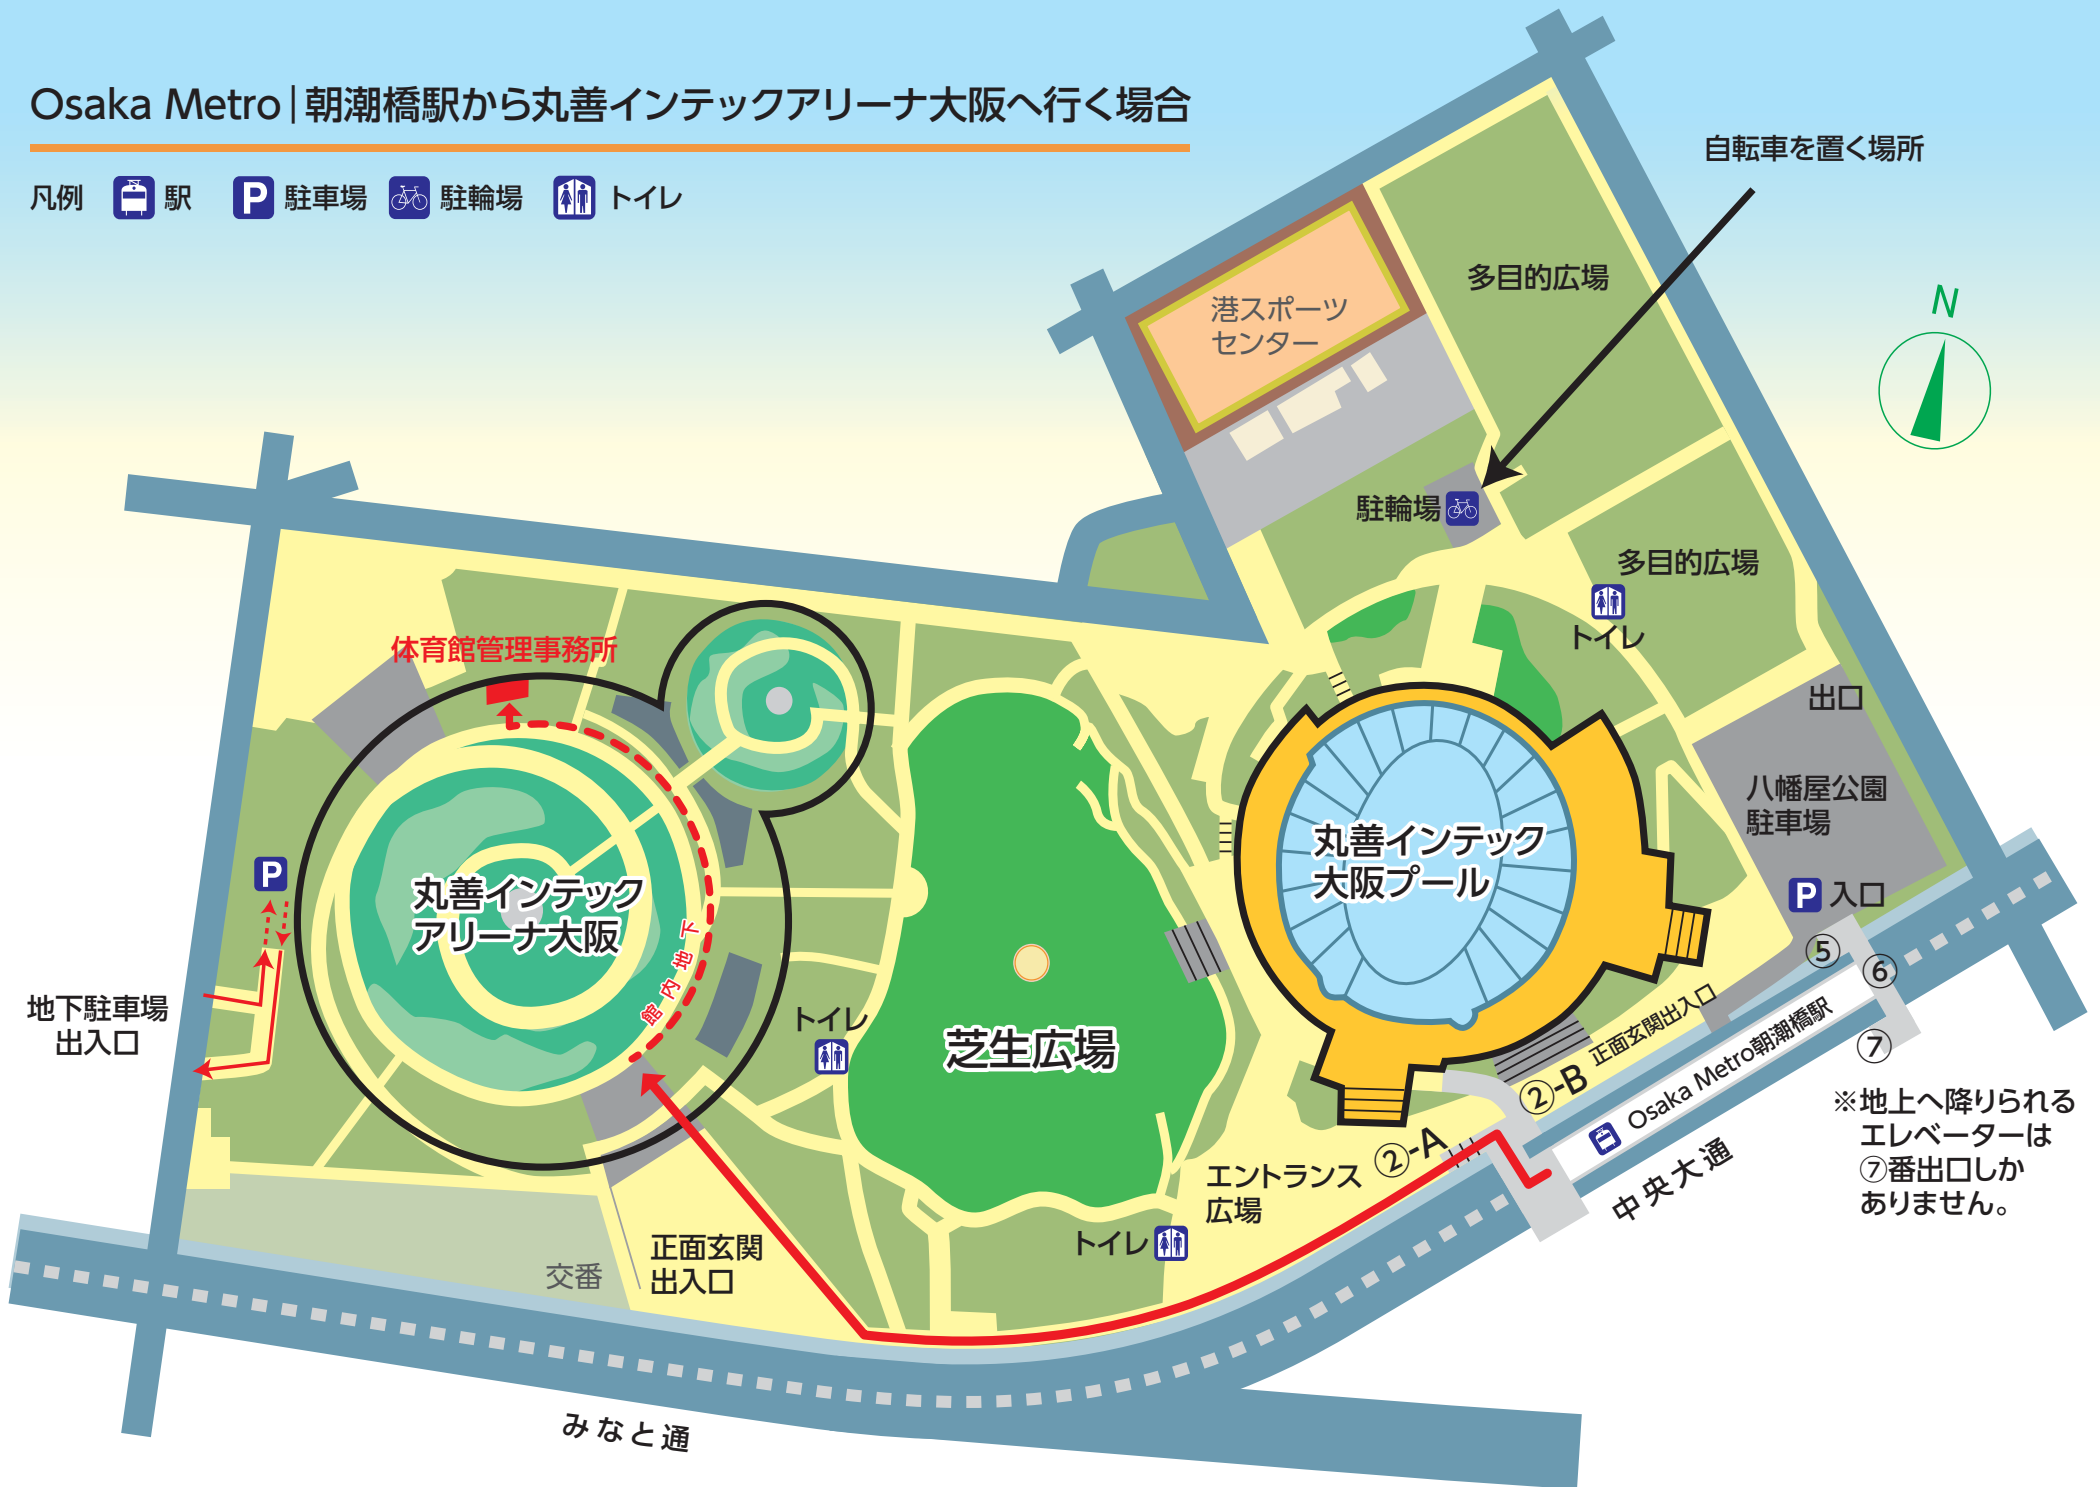 Osaka Metro|朝潮橋駅から丸善インテックアリーナ大阪へ行く場合
凡例 駅 P 駐車場 駐輪場 トイレ
自転車を置く場所
多目的広場
N
港スポーツ
センター
駐輪場
多目的広場
トイレ
体育館管理事務所
出口
八幡屋公園
駐車場
P 入口
丸善インテック
大阪プール
P
丸善インテック
アリーナ大阪
館内地下
地下駐車場
出入口
トイレ
芝生広場
⑤
⑥
⑦
正面玄関出入口
Osaka Metro朝潮橋駅
②-B
②-A
※地上へ降りられる
エレベーターは
⑦番出口しか
ありません。
中央大通
エントランス
広場
トイレ
正面玄関
出入口
交番
みなと通